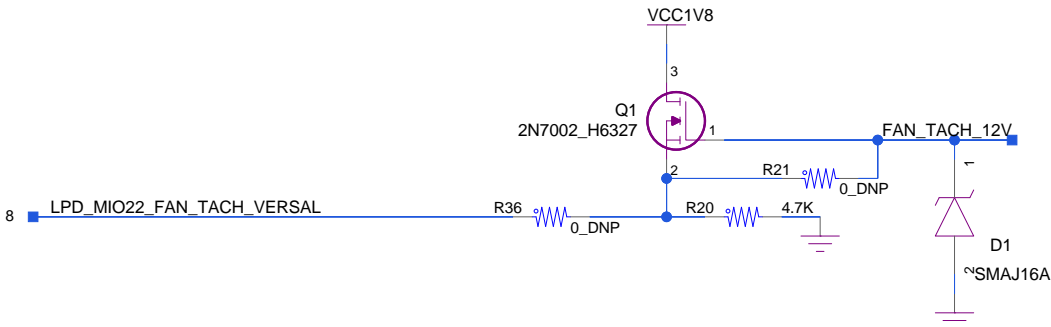 VCC1V8
3
Q1
2N7002_H6327
1
FAN_TACH_12V
2
R21
0_DNP
1
8
LPD_MIO22_FAN_TACH_VERSAL
R36
0_DNP
R20
4.7K
D1
2
SMAJ16A